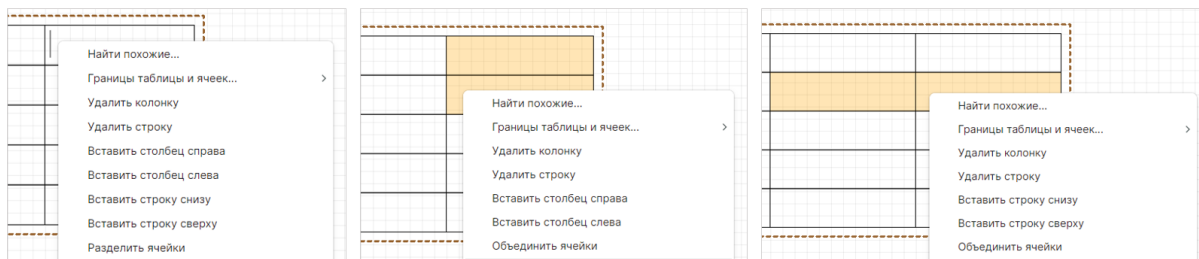 Найти похожие...
Границы таблицы и ячеек...
Удалить колонку
Удалить строку
Вставить столбец справа
Вставить столбец слева
Вставить строку снизу
Вставить строку сверху
Разделить ячейки
Найти похожие...
Границы таблицы и ячеек...
Удалить колонку
Удалить строку
Вставить столбец справа
Вставить столбец слева
Объединить ячейки
Найти похожие...
Границы таблицы и ячеек...
Удалить колонку
Удалить строку
Вставить строку снизу
Вставить строку сверху
Объединить ячейки